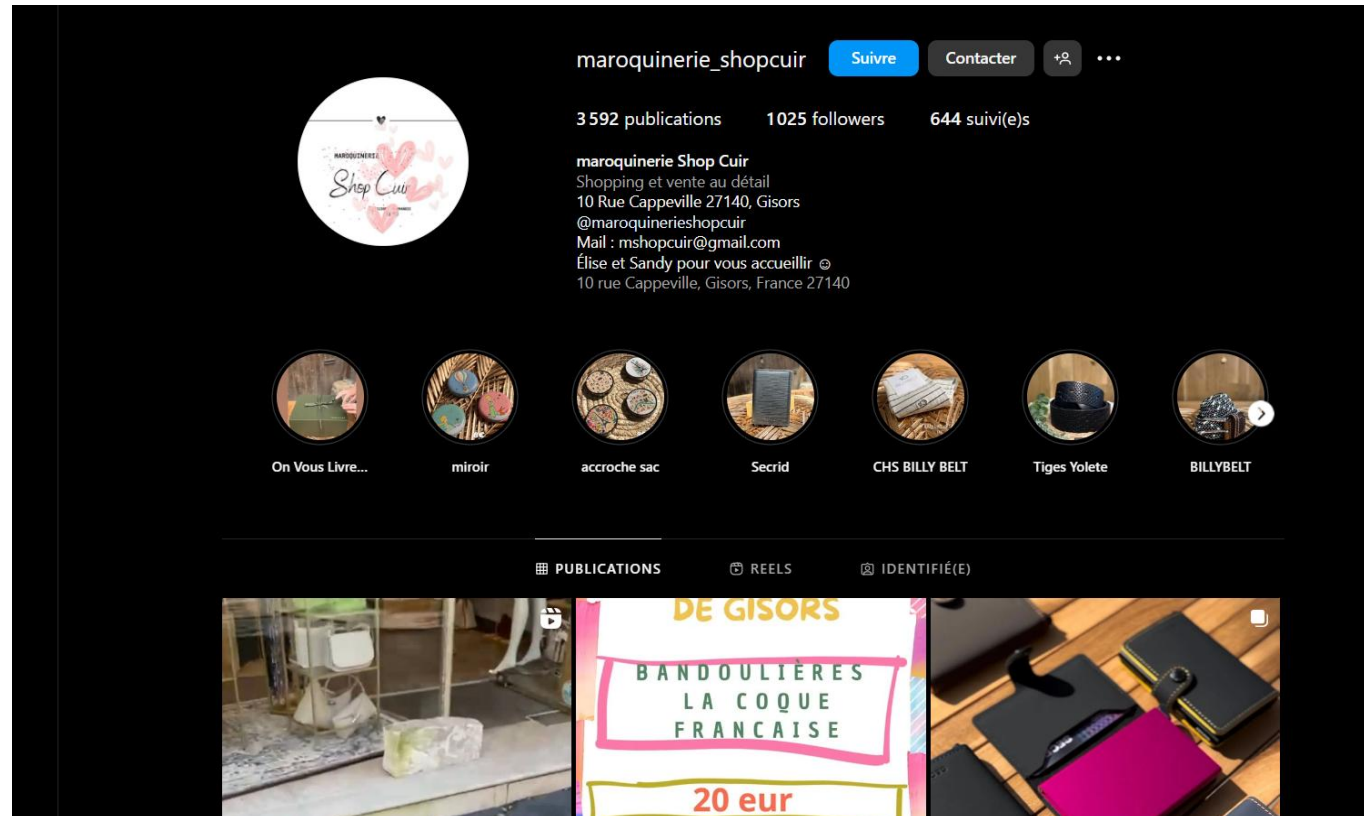 maroquinerie_shopcuir Suivre Contacter
3 592 publications 1 025 followers 644 suivi(e)s
maroquinerie Shop Cuir
Shopping et vente au détail
10 Rue Cappeville 27140, Gisors
@maroquinerieshopcuir
Mail : mshopcuir@gmail.com
Élise et Sandy pour vous accueillir ☺
10 rue Cappeville, Gisors, France 27140
MAROQUINERIE
Shop Cuir
On Vous Livre... miroir accroche sac Secrid CHS BILLY BELT Tiges Yolete BILLYBELT
PUBLICATIONS REELS IDENTIFIÉ(E)
DE GISORS
BANDOULIÈRES
LA COQUE
FRANCAISE
20 eur